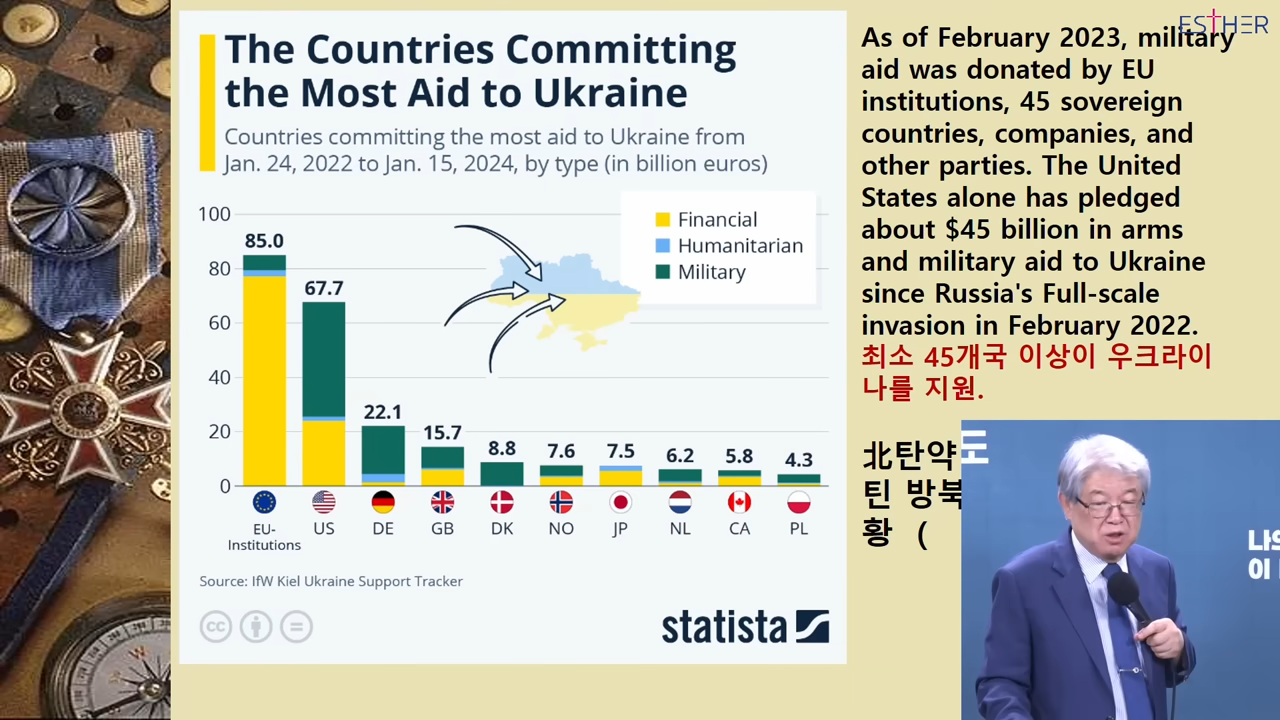 The Countries Committing
the Most Aid to Ukraine
Countries committing the most aid to Ukraine from
Jan. 24, 2022 to Jan. 15, 2024, by type (in billion euros)
100
80
60
40
20
0
Financial
Humanitarian
Military
85.0
67.7
22.1
15.7
8.8
7.6
7.5
6.2
5.8
4.3
EU-
Institutions
US
DE
GB
DK
NO
JP
NL
CA
PL
Source: IfW Kiel Ukraine Support Tracker
cc
statista
ESTHER
As of February 2023, military
aid was donated by EU
institutions, 45 sovereign
countries, companies, and
other parties. The United
States alone has pledged
about $45 billion in arms
and military aid to Ukraine
since Russia's Full-scale
invasion in February 2022.
최소 45개국 이상이 우크라이
나를 지원.
北탄약
틴 방북
황 (
도
나의
이